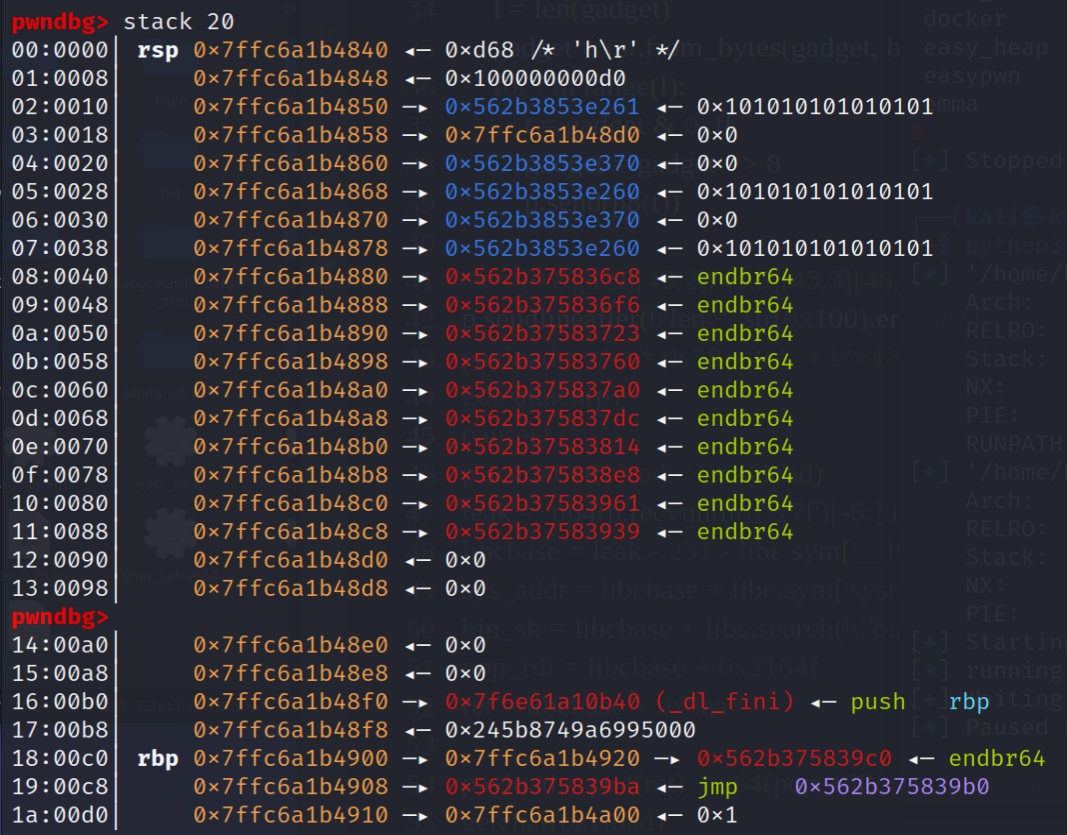 pwndbg> stack 20
00:0000│ rsp 0×7ffc6a1b4840 ◂— 0×d68 /* 'h\r' */
01:0008│ 0×7ffc6a1b4848 ◂— 0×100000000d0
02:0010│ 0×7ffc6a1b4850 —▸ 0×562b3853e261 ◂— 0×101010101010101
03:0018│ 0×7ffc6a1b4858 —▸ 0×7ffc6a1b48d0 ◂— 0×0
04:0020│ 0×7ffc6a1b4860 —▸ 0×562b3853e370 ◂— 0×0
05:0028│ 0×7ffc6a1b4868 —▸ 0×562b3853e260 ◂— 0×101010101010101
06:0030│ 0×7ffc6a1b4870 —▸ 0×562b3853e370 ◂— 0×0
07:0038│ 0×7ffc6a1b4878 —▸ 0×562b3853e260 ◂— 0×101010101010101
08:0040│ 0×7ffc6a1b4880 —▸ 0×562b375836c8 ◂— endbr64
09:0048│ 0×7ffc6a1b4888 —▸ 0×562b375836f6 ◂— endbr64
0a:0050│ 0×7ffc6a1b4890 —▸ 0×562b37583723 ◂— endbr64
0b:0058│ 0×7ffc6a1b4898 —▸ 0×562b37583760 ◂— endbr64
0c:0060│ 0×7ffc6a1b48a0 —▸ 0×562b375837a0 ◂— endbr64
0d:0068│ 0×7ffc6a1b48a8 —▸ 0×562b375837dc ◂— endbr64
0e:0070│ 0×7ffc6a1b48b0 —▸ 0×562b37583814 ◂— endbr64
0f:0078│ 0×7ffc6a1b48b8 —▸ 0×562b375838e8 ◂— endbr64
10:0080│ 0×7ffc6a1b48c0 —▸ 0×562b37583961 ◂— endbr64
11:0088│ 0×7ffc6a1b48c8 —▸ 0×562b37583939 ◂— endbr64
12:0090│ 0×7ffc6a1b48d0 ◂— 0×0
13:0098│ 0×7ffc6a1b48d8 ◂— 0×0
pwndbg>
14:00a0│ 0×7ffc6a1b48e0 ◂— 0×0
15:00a8│ 0×7ffc6a1b48e8 ◂— 0×0
16:00b0│ 0×7ffc6a1b48f0 —▸ 0×7f6e61a10b40 (_dl_fini) ◂— push rbp
17:00b8│ 0×7ffc6a1b48f8 ◂— 0×245b8749a6995000
18:00c0│ rbp 0×7ffc6a1b4900 —▸ 0×7ffc6a1b4920 —▸ 0×562b375839c0 ◂— endbr64
19:00c8│ 0×7ffc6a1b4908 —▸ 0×562b375839ba ◂— jmp 0×562b375839b0
1a:00d0│ 0×7ffc6a1b4910 —▸ 0×7ffc6a1b4a00 ◂— 0×1